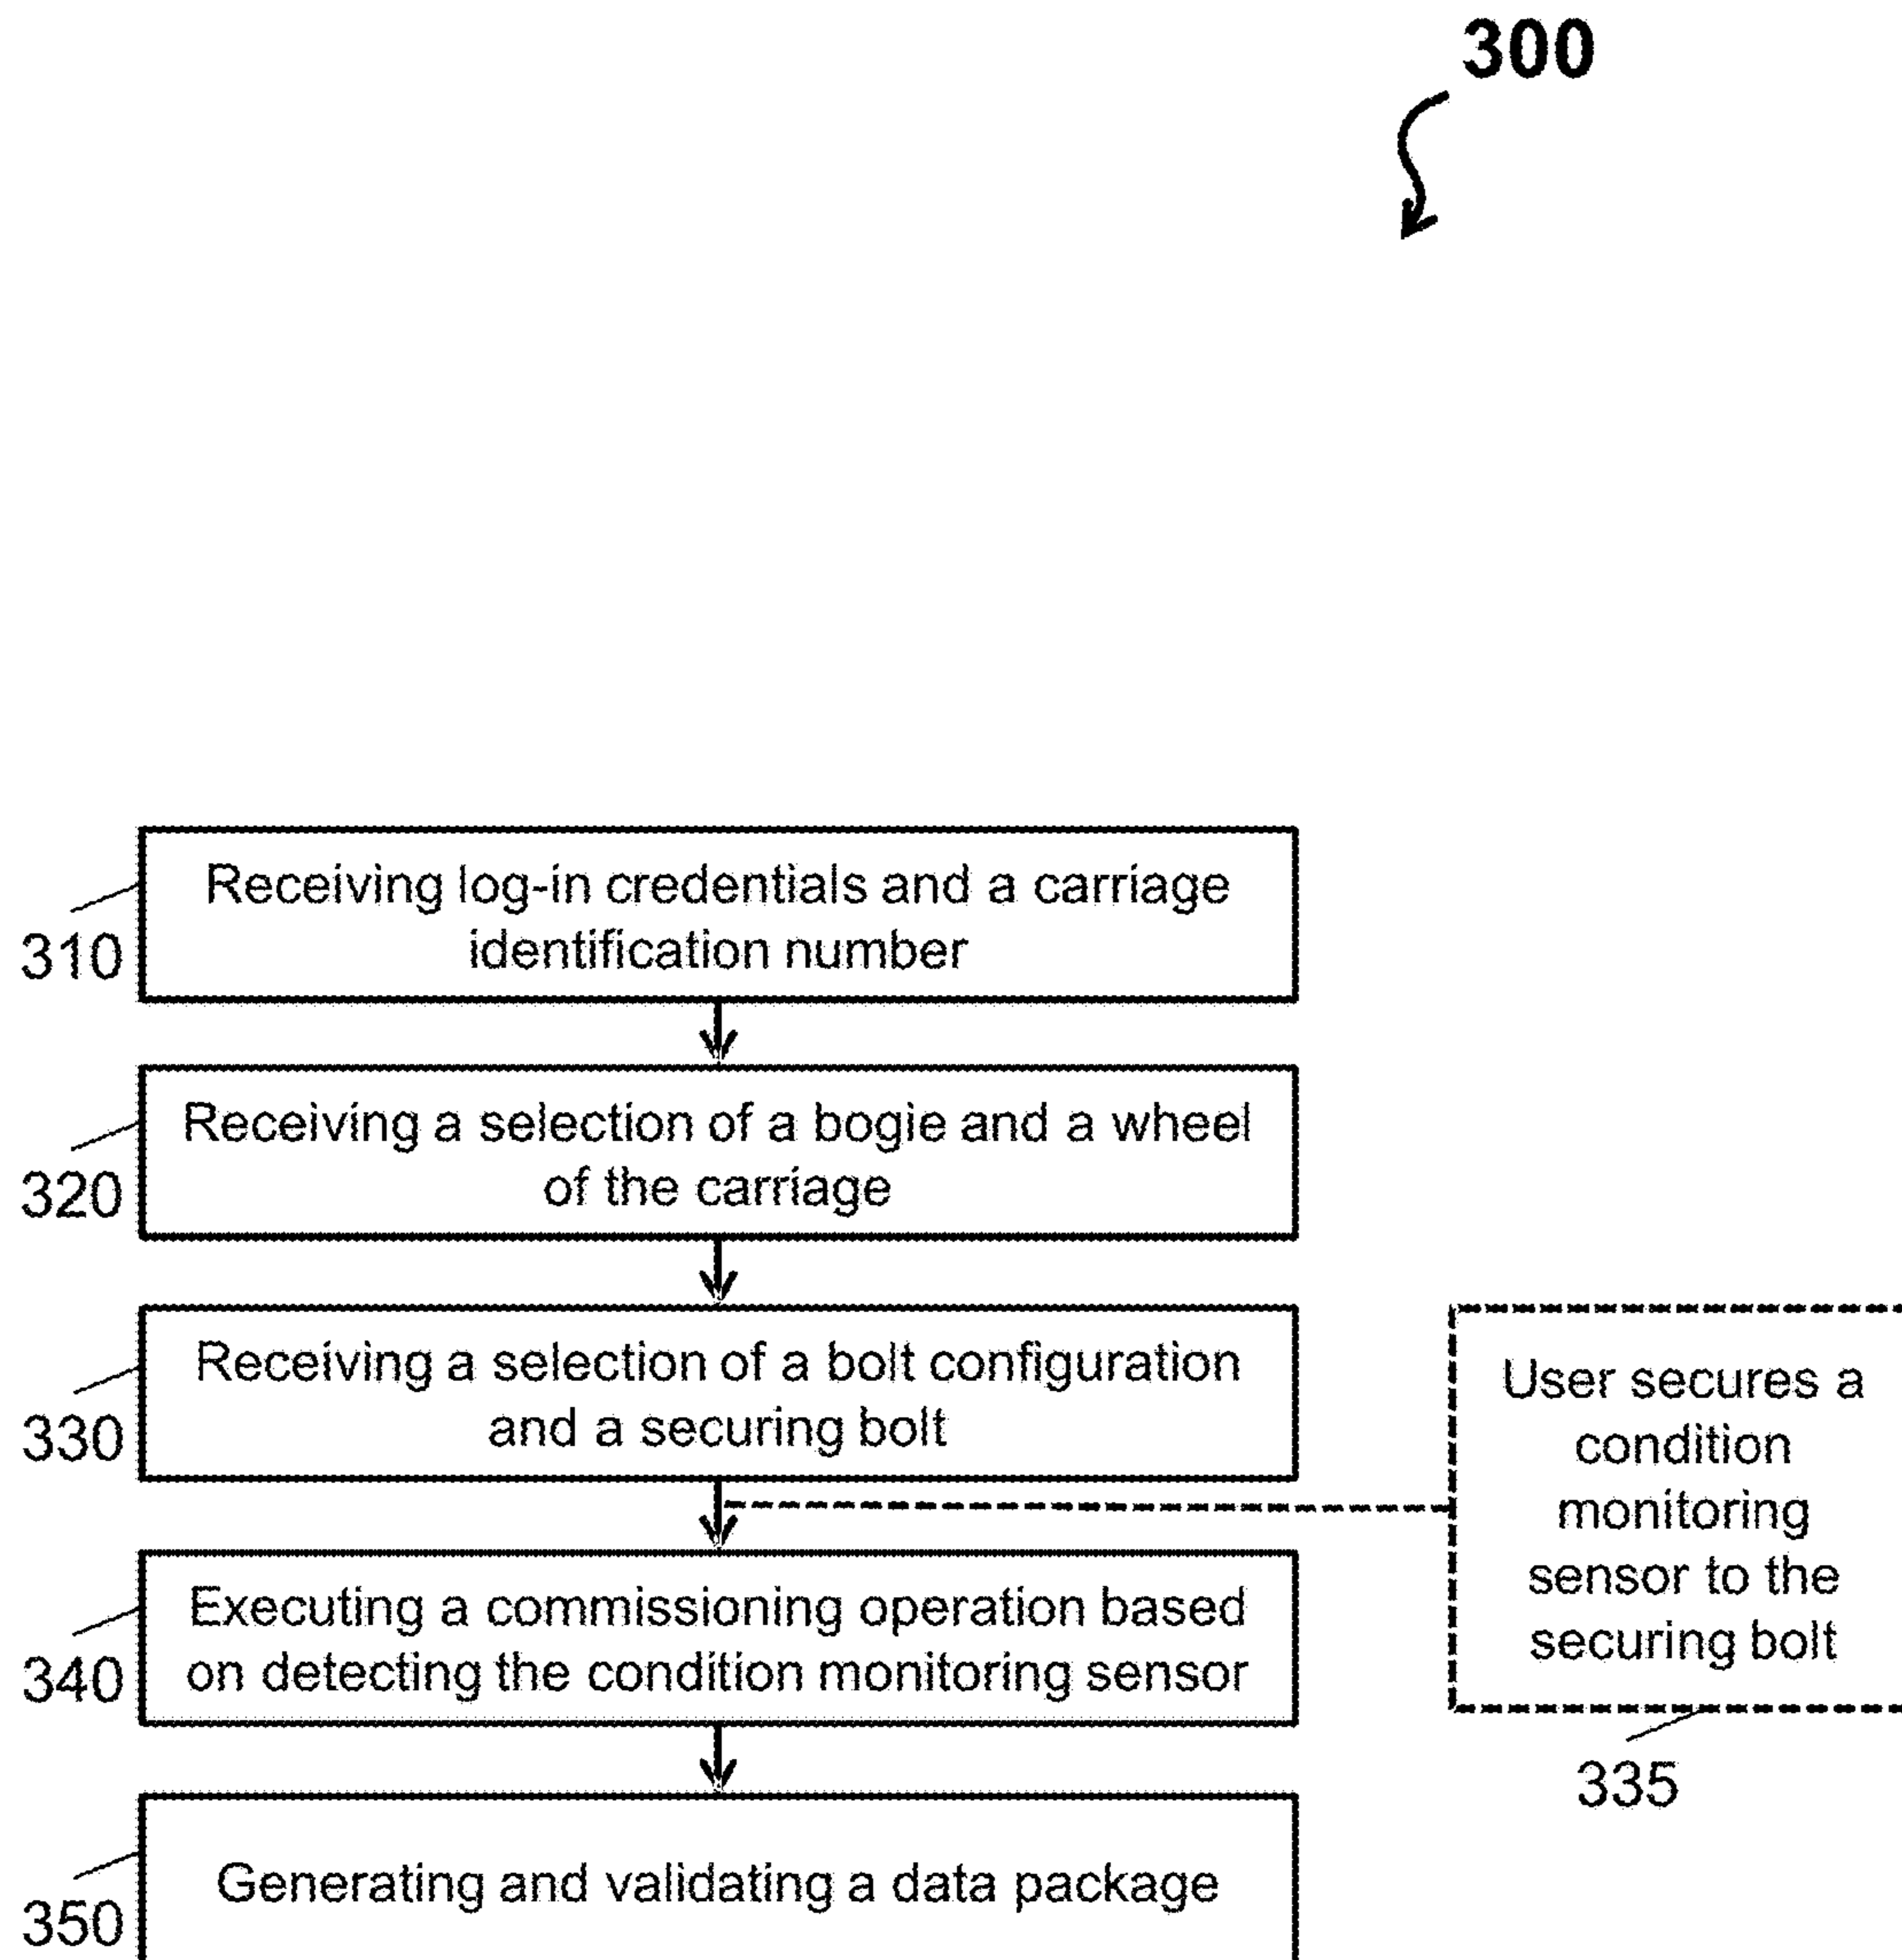 300
Receiving log-in credentials and a carriage
identification number
310
Receiving a selection of a bogie and a wheel
of the carriage
320
Receiving a selection of a bolt configuration
and a securing bolt
330
User secures a
condition
monitoring
sensor to the
securing bolt
335
Executing a commissioning operation based
on detecting the condition monitoring sensor
340
Generating and validating a data package
350